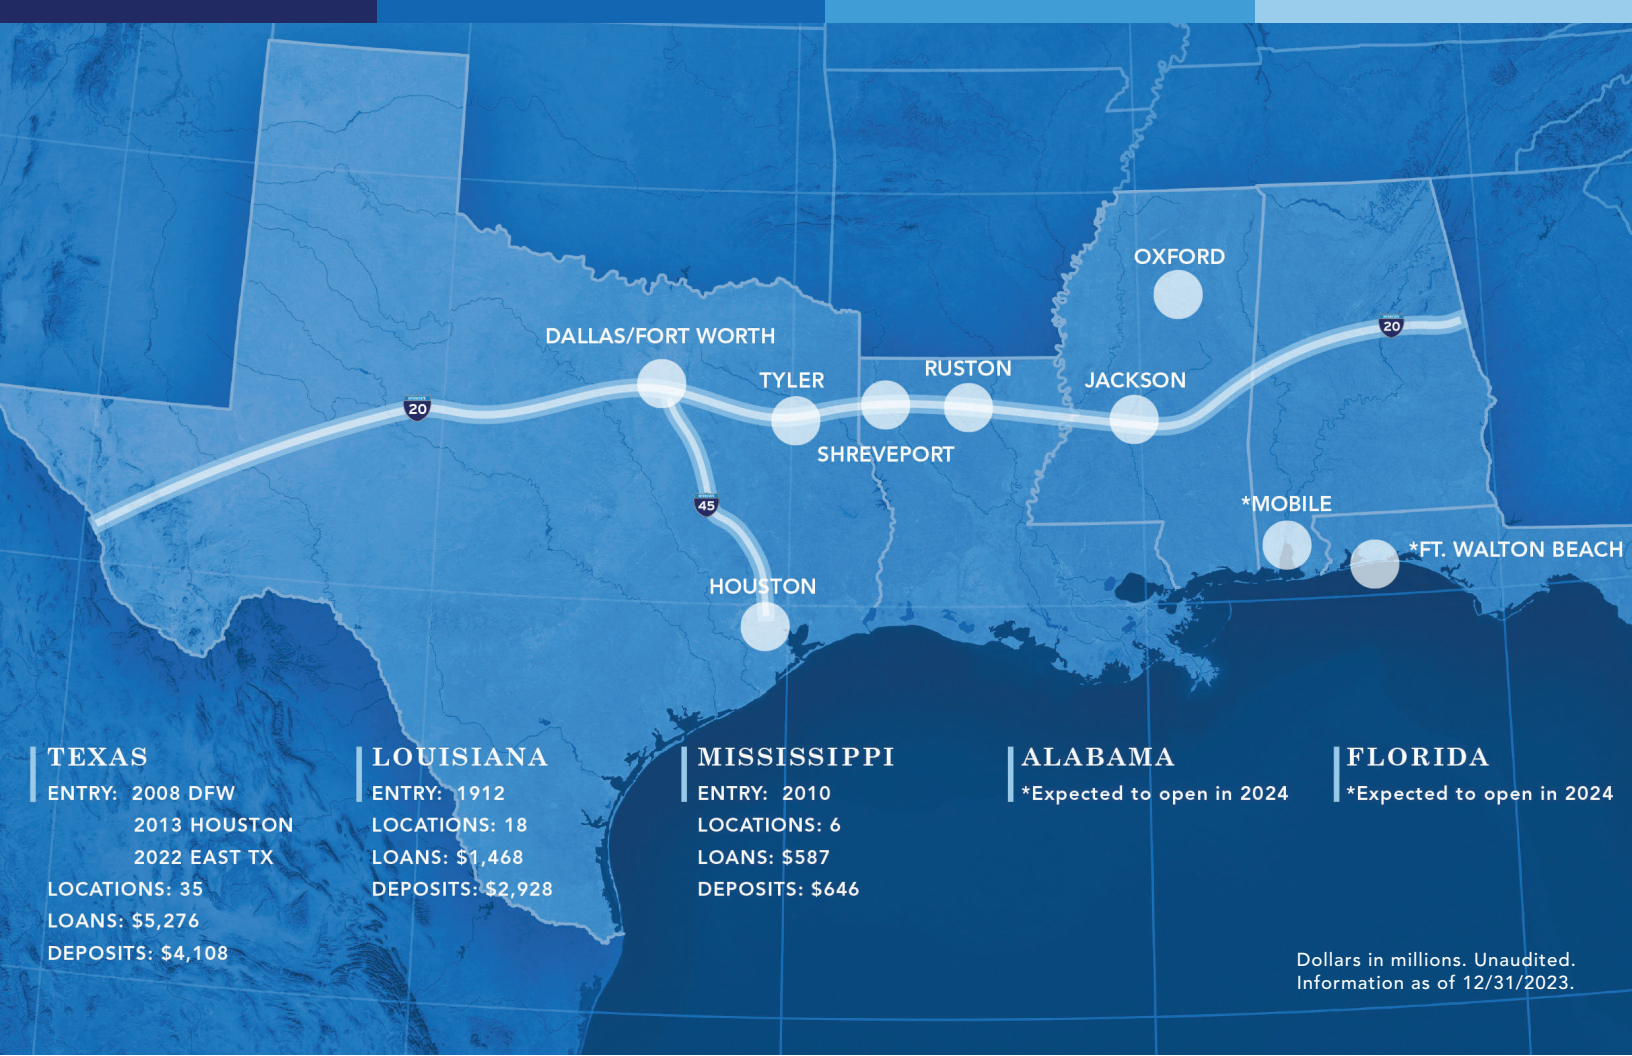 OXFORD
20
DALLAS/FORT WORTH
TYLER
RUSTON
JACKSON
20
SHREVEPORT
45
*MOBILE
*FT. WALTON BEACH
HOUSTON
TEXAS
ENTRY: 2008 DFW
2013 HOUSTON
2022 EAST TX
LOCATIONS: 35
LOANS: $5,276
DEPOSITS: $4,108
LOUISIANA
ENTRY: 1912
LOCATIONS: 18
LOANS: $1,468
DEPOSITS: $2,928
MISSISSIPPI
ENTRY: 2010
LOCATIONS: 6
LOANS: $587
DEPOSITS: $646
ALABAMA
*Expected to open in 2024
FLORIDA
*Expected to open in 2024
Dollars in millions. Unaudited.
Information as of 12/31/2023.